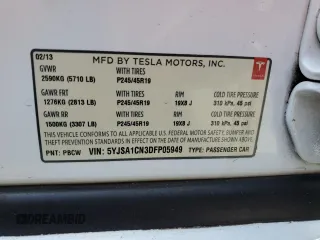 02/13
MFD BY TESLA MOTORS, INC.
TESLA
GVWR WITH TIRES
2590KG (5710 LB) P245/45R19
GAWR FRT WITH TIRES RIM COLD TIRE PRESSURE
1276KG (2813 LB) P245/45R19 19X8 J 310 kPa, 45 psi
GAWR RR WITH TIRES RIM COLD TIRE PRESSURE
1500KG (3307 LB) P245/45R19 19X8 J 310 kPa, 45 psi
THIS VEHICLE CONFORMS TO ALL APPLICABLE U.S. FEDERAL MOTOR VEHICLE SAFETY AND
THEFT PREVENTION STANDARDS IN EFFECT ON THE DATE OF MANUFACTURE SHOWN ABOVE.
PNT: PBCW VIN: 5YJSA1CN3DFP05949 TYPE: PASSENGER CAR
© AUTOBIDMASTER